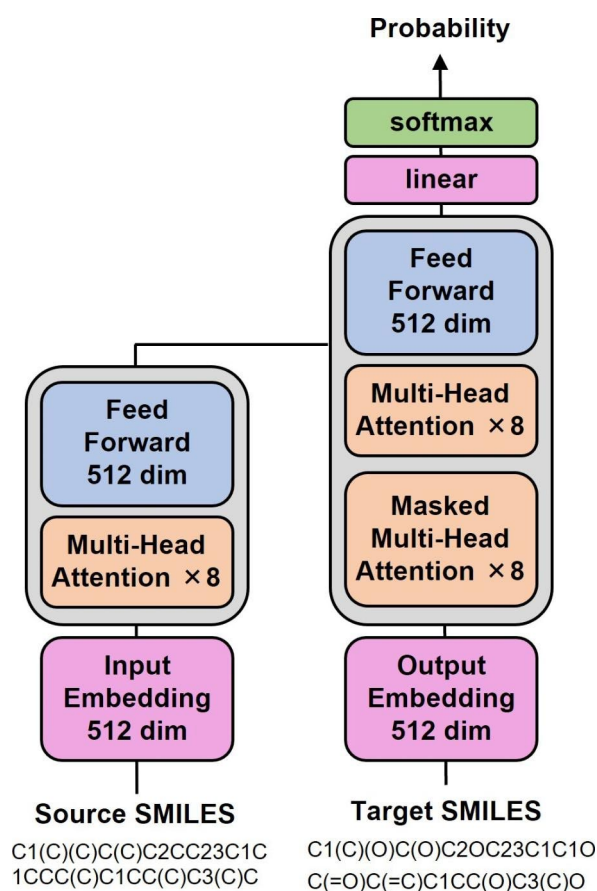 Probability
softmax
linear
Feed
Forward
512 dim
Multi-Head
Attention ×8
Masked
Multi-Head
Attention ×8
Output
Embedding
512 dim
Target SMILES
C1(C)(O)C(O)C2OC23C1C1O
C(=O)C(=C)C1CC(O)C3(C)O
Feed
Forward
512 dim
Multi-Head
Attention ×8
Input
Embedding
512 dim
Source SMILES
C1(C)(C)C(C)C2CC23C1C
1CCC(C)C1CC(C)C3(C)C